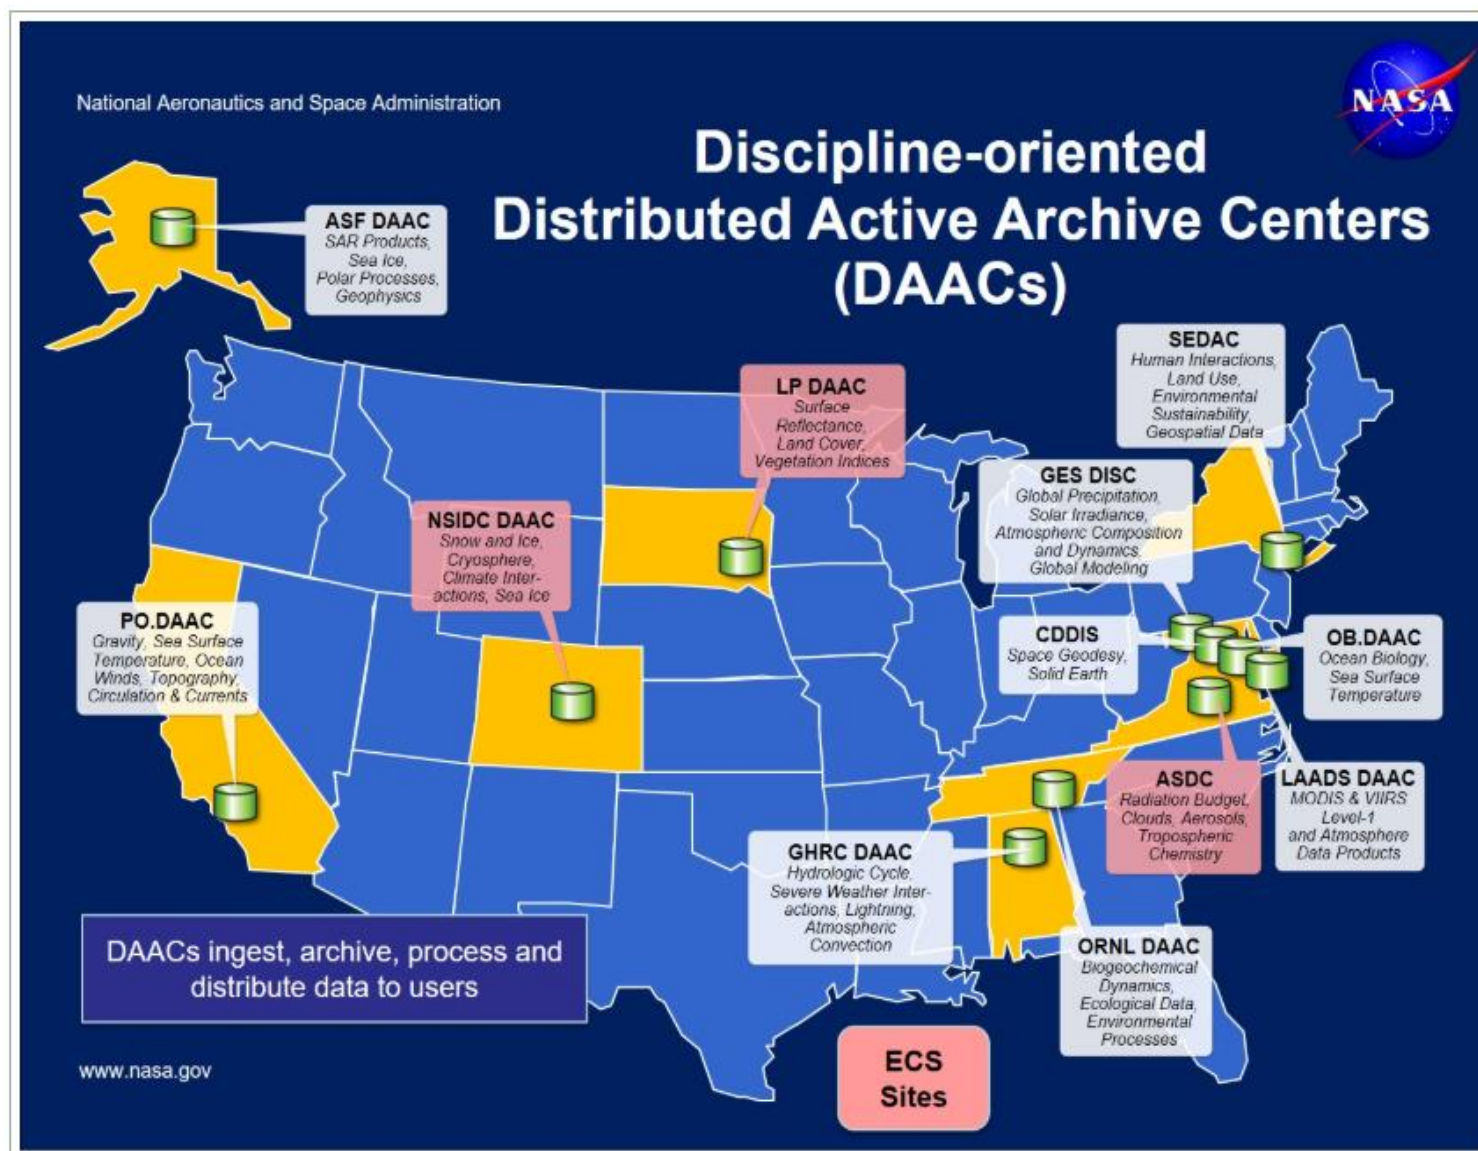 National Aeronautics and Space Administration
NASA
Discipline-oriented
Distributed Active Archive Centers
(DAACs)
ASF DAAC
SAR Products,
Sea Ice,
Polar Processes,
Geophysics
SEDAC
Human Interactions,
Land Use,
Environmental
Sustainability,
Geospatial Data
LP DAAC
Surface
Reflectance,
Land Cover,
Vegetation Indices
GES DISC
Global Precipitation,
Solar Irradiance,
Atmospheric Composition
and Dynamics,
Global Modeling
NSIDC DAAC
Snow and Ice,
Cryosphere,
Climate Inter-
actions, Sea Ice
PO.DAAC
Gravity, Sea Surface
Temperature, Ocean
Winds, Topography,
Circulation & Currents
CDDIS
Space Geodesy,
Solid Earth
OB.DAAC
Ocean Biology,
Sea Surface
Temperature
ASDC
Radiation Budget,
Clouds, Aerosols,
Tropospheric
Chemistry
LAADS DAAC
MODIS & VIIRS
Level-1
and Atmosphere
Data Products
GHRC DAAC
Hydrologic Cycle,
Severe Weather Inter-
actions, Lightning,
Atmospheric
Convection
ORNL DAAC
Biogeochemical
Dynamics,
Ecological Data,
Environmental
Processes
DAACs ingest, archive, process and
distribute data to users
www.nasa.gov
ECS
Sites